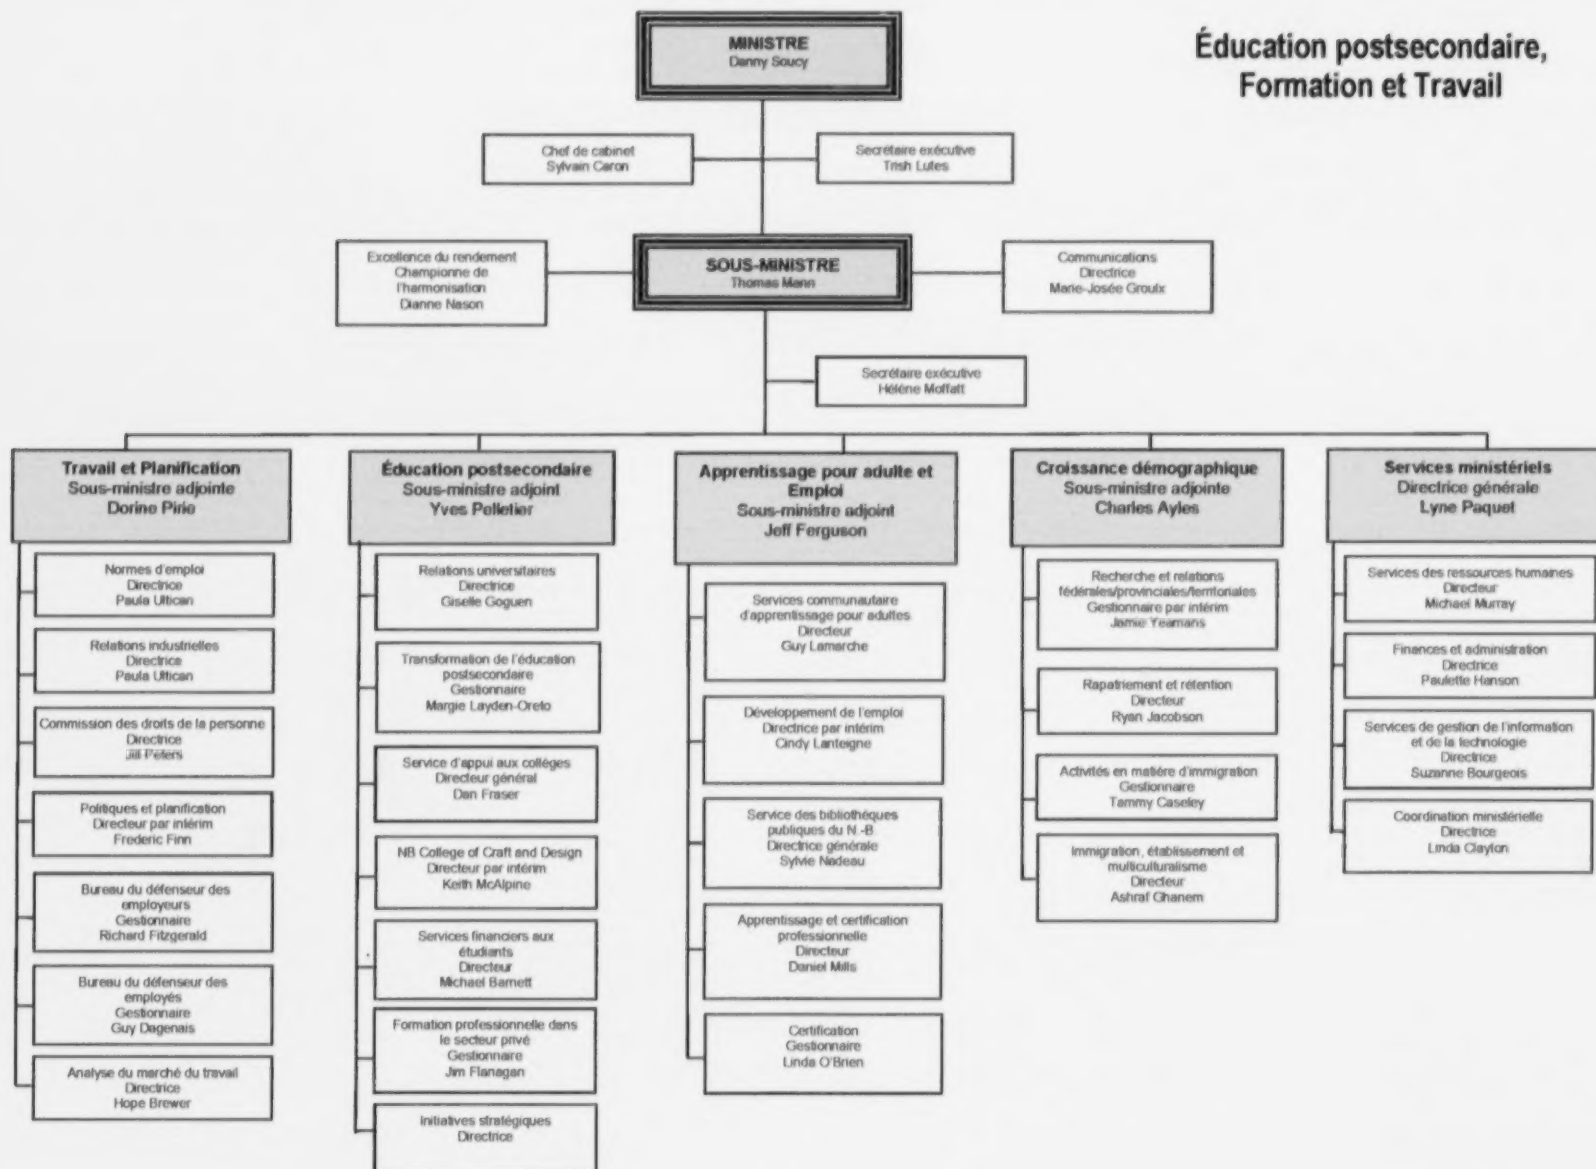 Éducation postsecondaire,
Formation et Travail
MINISTRE
Danny Soucy
Chef de cabinet
Sylvain Caron
Secrétaire exécutive
Trish Lutes
Excellence du rendement
Championne de
l'harmonisation
Dianne Nason
SOUS-MINISTRE
Thomas Mann
Communications
Directrice
Marie-Josée Groulx
Secrétaire exécutive
Hélène Moffatt
Travail et Planification
Sous-ministre adjointe
Dorine Pirie
Normes d'emploi
Directrice
Paula Ultican
Relations industrielles
Directrice
Paula Ultican
Commission des droits de la personne
Directrice
Jill Peters
Politiques et planification
Directeur par intérim
Frederic Finn
Bureau du défenseur des
employeurs
Gestionnaire
Richard Fitzgerald
Bureau du défenseur des
employés
Gestionnaire
Guy Dagenais
Analyse du marché du travail
Directrice
Hope Brewer
Éducation postsecondaire
Sous-ministre adjoint
Yves Pelletier
Relations universitaires
Directrice
Giselle Goguen
Transformation de l'éducation
postsecondaire
Gestionnaire
Margie Layden-Oreto
Service d'appui aux collèges
Directeur général
Dan Fraser
NB College of Craft and Design
Directeur par intérim
Keith McAlpine
Services financiers aux
étudiants
Directeur
Michael Barnett
Formation professionnelle dans
le secteur privé
Gestionnaire
Jim Flanagan
Initiatives stratégiques
Directrice
Apprentissage pour adulte et
Emploi
Sous-ministre adjoint
Jeff Ferguson
Services communautaire
d'apprentissage pour adultes
Directeur
Guy Lamarche
Développement de l'emploi
Directrice par intérim
Cindy Lanteigne
Service des bibliothèques
publiques du N.-B.
Directrice générale
Sylvie Nadeau
Apprentissage et certification
professionnelle
Directeur
Daniel Mills
Certification
Gestionnaire
Linda O'Brien
Croissance démographique
Sous-ministre adjointe
Charles Ayles
Recherche et relations
fédérales/provinciales/territoriales
Gestionnaire par intérim
Jamie Yeamans
Rapatriement et rétention
Directeur
Ryan Jacobson
Activités en matière d'immigration
Gestionnaire
Tammy Caseley
Immigration, établissement et
multiculturalisme
Directeur
Ashraf Ghanem
Services ministériels
Directrice générale
Lyne Paquet
Services des ressources humaines
Directeur
Michael Murray
Finances et administration
Directrice
Paulette Hanson
Services de gestion de l'information
et de la technologie
Directrice
Suzanne Bourgeois
Coordination ministérielle
Directrice
Linda Clayton